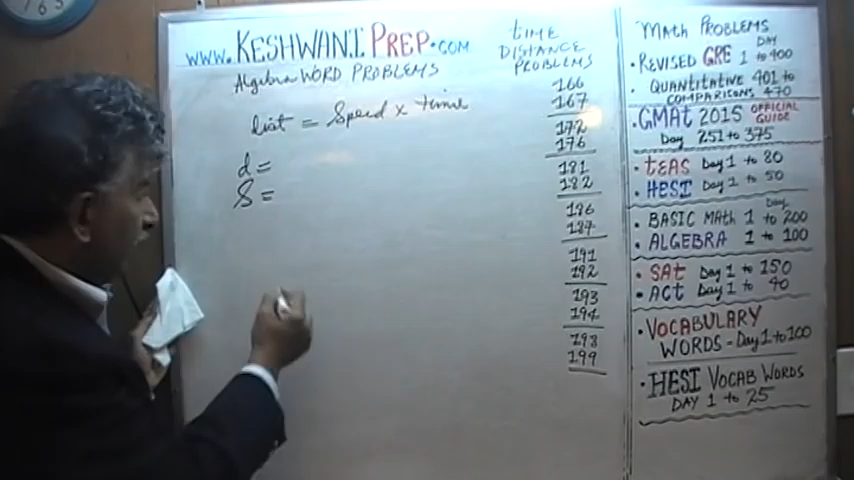 www.KESHWANI PREP.COM
Algebra WORD PROBLEMS
dist = Speed x time
d =
S =
TIME
DISTANCE
PROBLEMS
166
167
172
176
181
182
186
187
191
192
193
194
198
199
Math PROBLEMS
DAY
• REVISED GRE 1 to 400
• QUANTITATIVE 401 to
COMPARISONS 470
• GMAT 2015 OFFICIAL GUIDE
Day 251 to 375
• TEAS Day 1 to 80
• HESI Day 1 to 50
Day
• BASIC Math 1 to 200
• ALGEBRA 1 to 100
• SAT Day 1 to 150
• ACT Day 1 to 40
• VOCABULARY
WORDS - Day 1 to 100
• HESI VOCAB WORDS
DAY 1 to 25